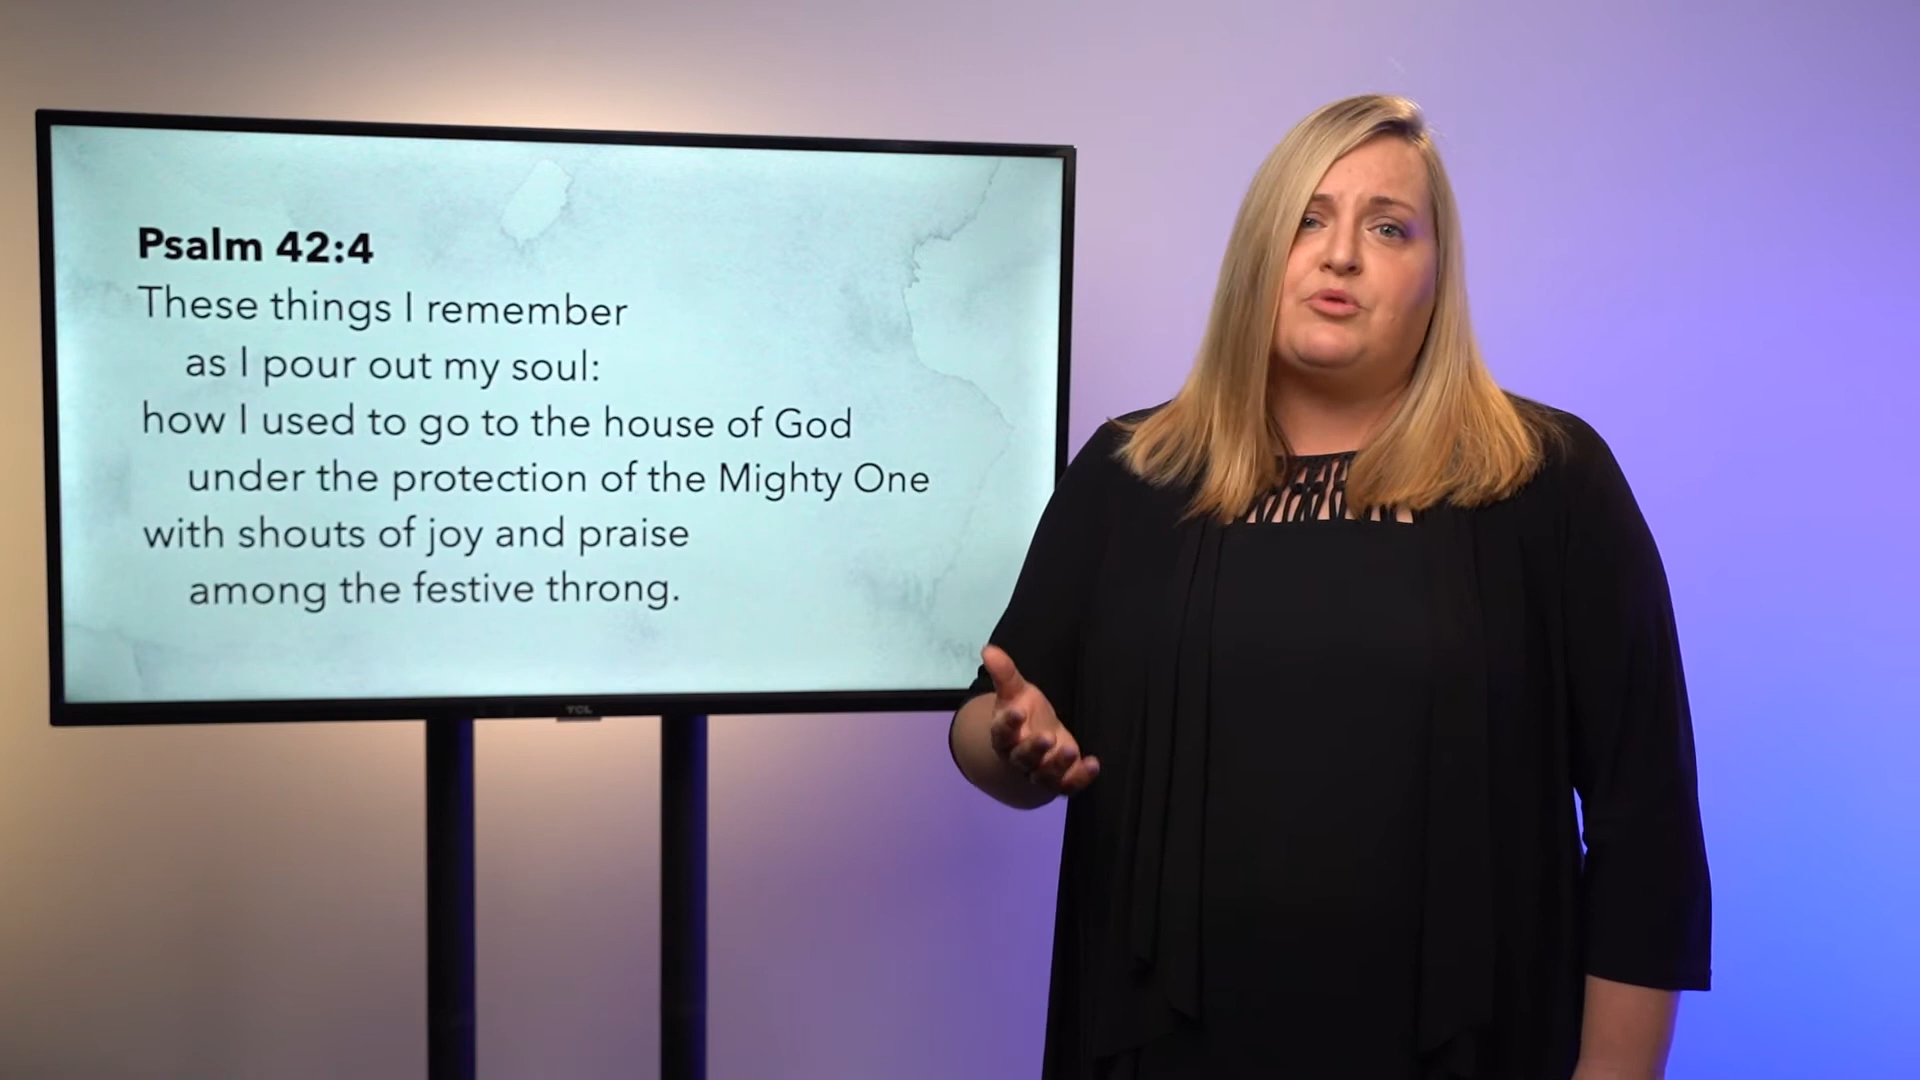 Psalm 42:4
These things I remember
as I pour out my soul:
how I used to go to the house of God
under the protection of the Mighty One
with shouts of joy and praise
among the festive throng.
TCL